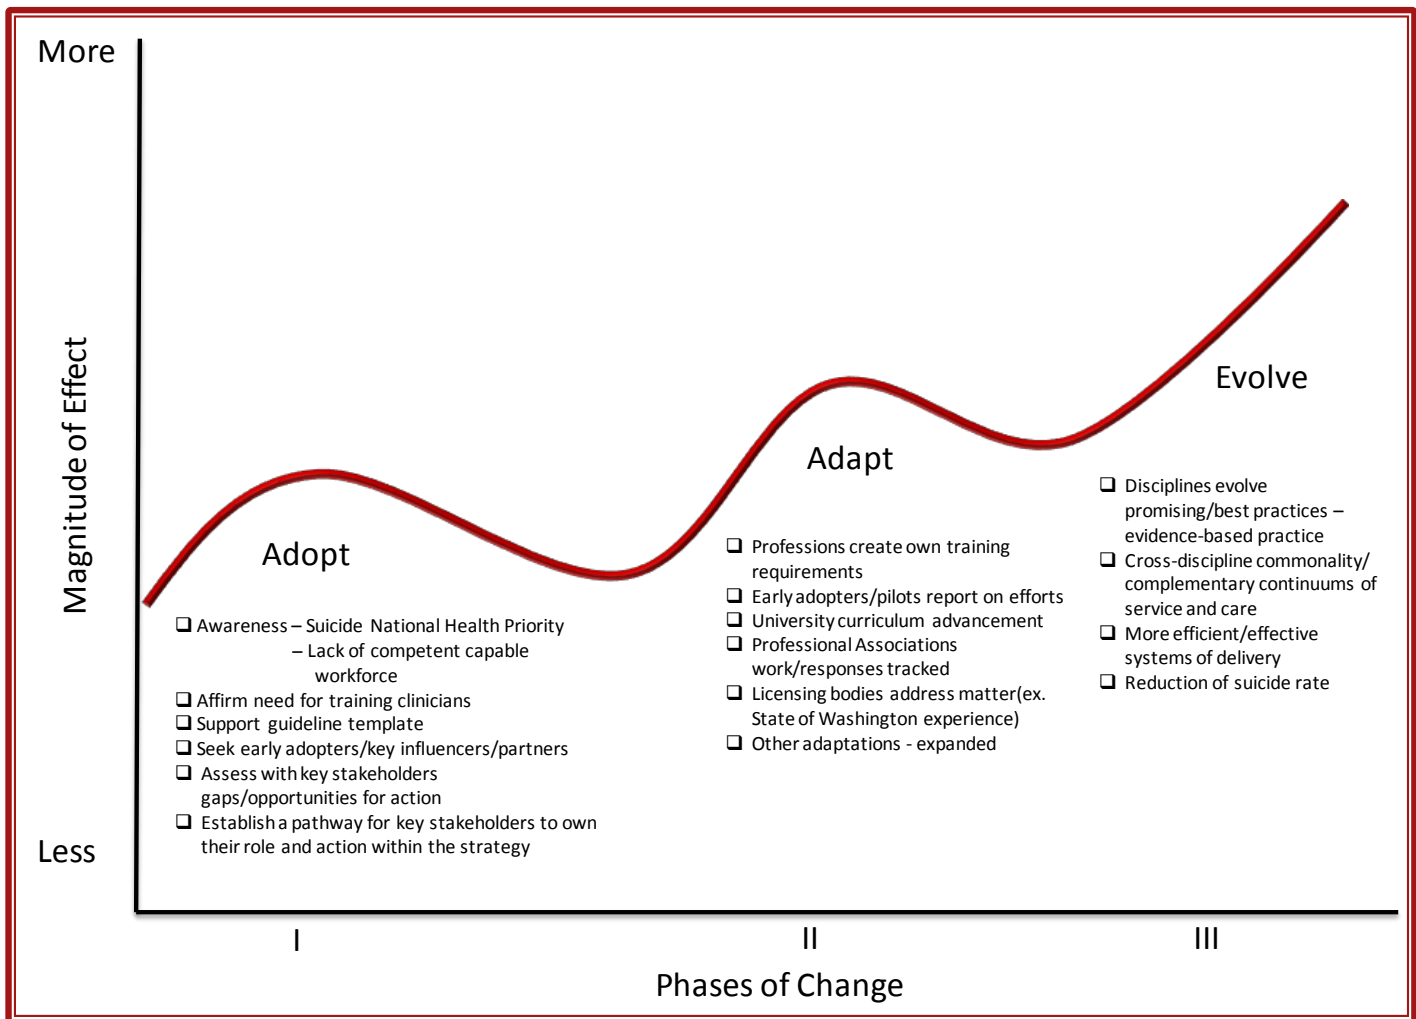 More
Magnitude of Effect
Less
Adopt
Awareness – Suicide National Health Priority
– Lack of competent capable
workforce
Affirm need for training clinicians
Support guideline template
Seek early adopters/key influencers/partners
Assess with key stakeholders
gaps/opportunities for action
Establish a pathway for key stakeholders to own
their role and action within the strategy
Adapt
Professions create own training
requirements
Early adopters/pilots report on efforts
University curriculum advancement
Professional Associations
work/responses tracked
Licensing bodies address matter(ex.
State of Washington experience)
Other adaptations - expanded
Evolve
Disciplines evolve
promising/best practices –
evidence-based practice
Cross-discipline commonality/
complementary continuums of
service and care
More efficient/effective
systems of delivery
Reduction of suicide rate
I
II
III
Phases of Change